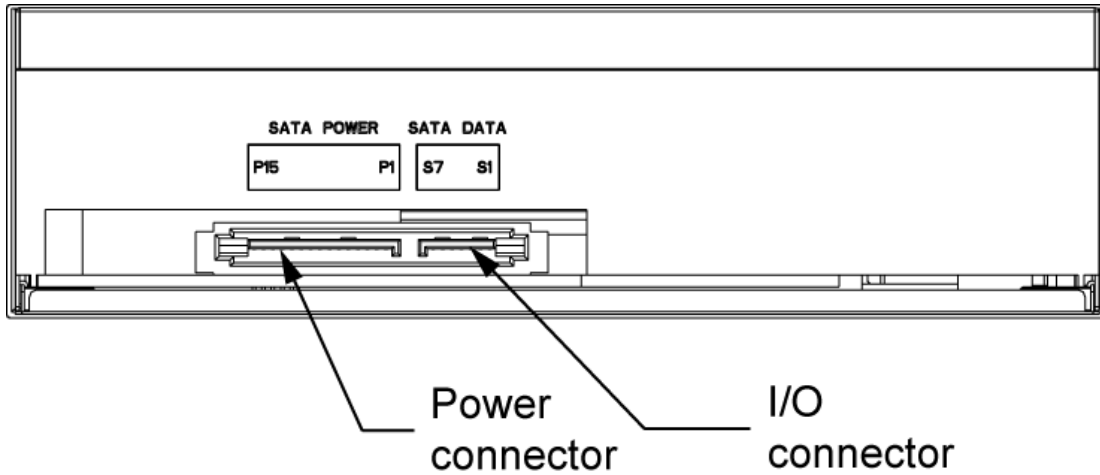 SATA POWER SATA DATA
P15 P1 S7 S1
Power connector
I/O connector